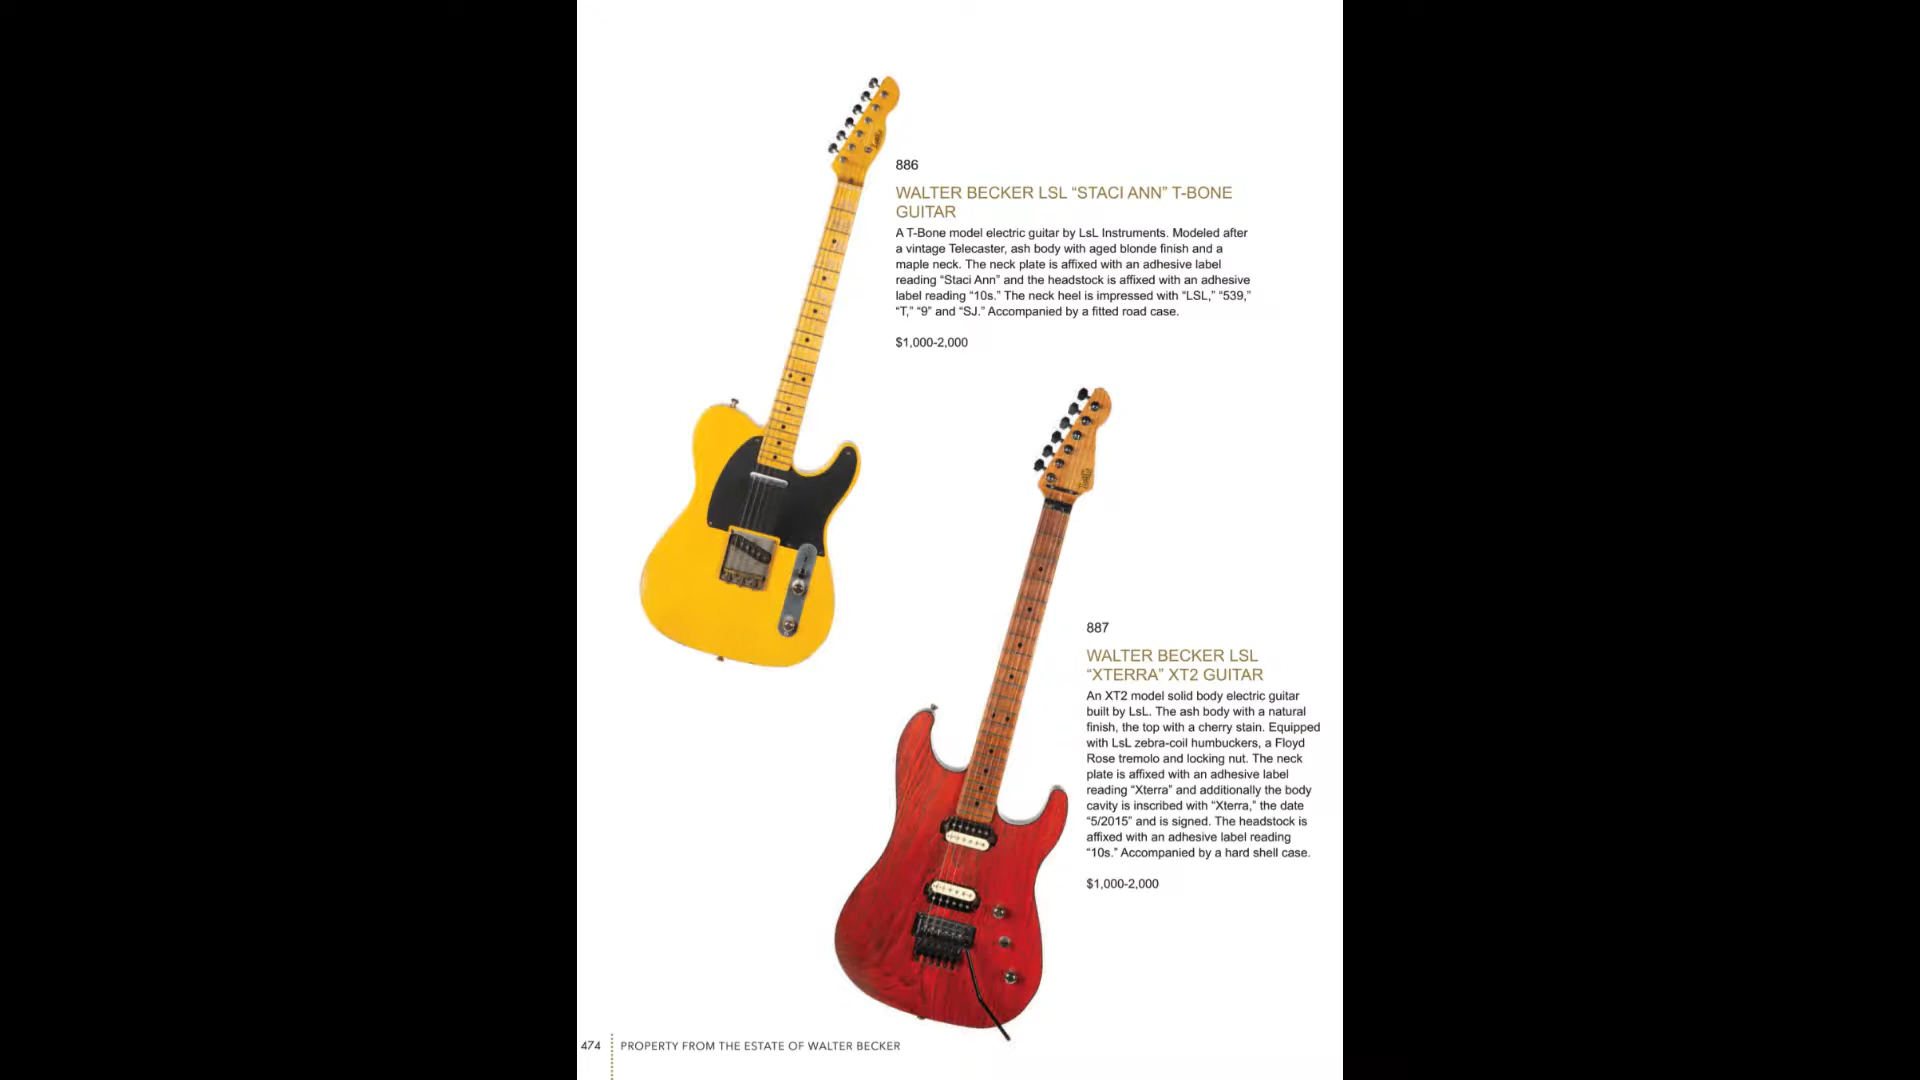 886
WALTER BECKER LSL “STACI ANN” T-BONE
GUITAR
A T-Bone model electric guitar by LsL Instruments. Modeled after
a vintage Telecaster, ash body with aged blonde finish and a
maple neck. The neck plate is affixed with an adhesive label
reading “Staci Ann” and the headstock is affixed with an adhesive
label reading “10s.” The neck heel is impressed with “LSL,” “539,”
“T,” “9” and “SJ.” Accompanied by a fitted road case.
$1,000-2,000
887
WALTER BECKER LSL
“XTERRA” XT2 GUITAR
An XT2 model solid body electric guitar
built by LsL. The ash body with a natural
finish, the top with a cherry stain. Equipped
with LsL zebra-coil humbuckers, a Floyd
Rose tremolo and locking nut. The neck
plate is affixed with an adhesive label
reading “Xterra” and additionally the body
cavity is inscribed with “Xterra,” the date
“5/2015” and is signed. The headstock is
affixed with an adhesive label reading
“10s.” Accompanied by a hard shell case.
$1,000-2,000
474
PROPERTY FROM THE ESTATE OF WALTER BECKER